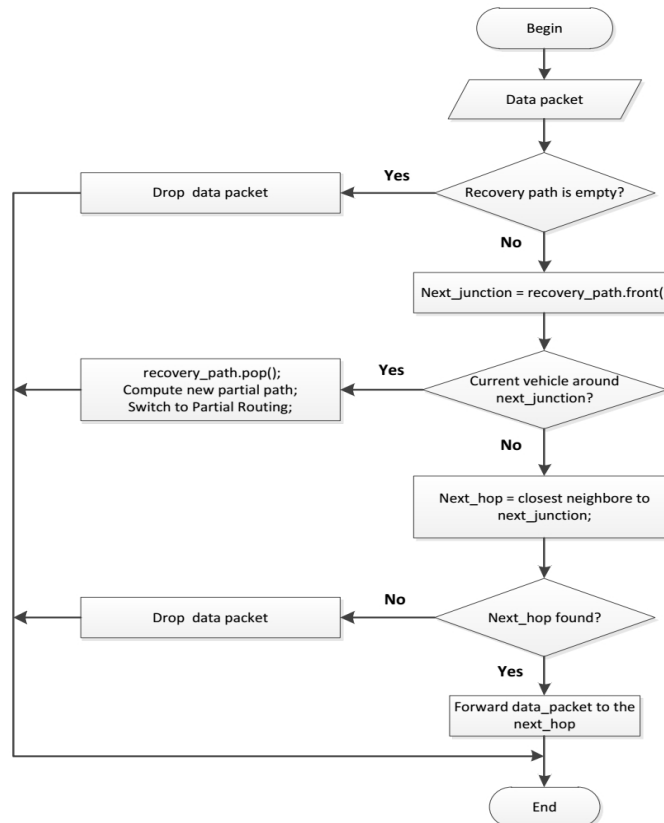 Begin
Data packet
Recovery path is empty?
Yes
Drop data packet
No
Next_junction = recovery_path.front(
Current vehicle around
next_junction?
Yes
recovery_path.pop();
Compute new partial path;
Switch to Partial Routing;
No
Next_hop = closest neighbore to
next_junction;
Next_hop found?
No
Drop data packet
Yes
Forward data_packet to the
next_hop
End